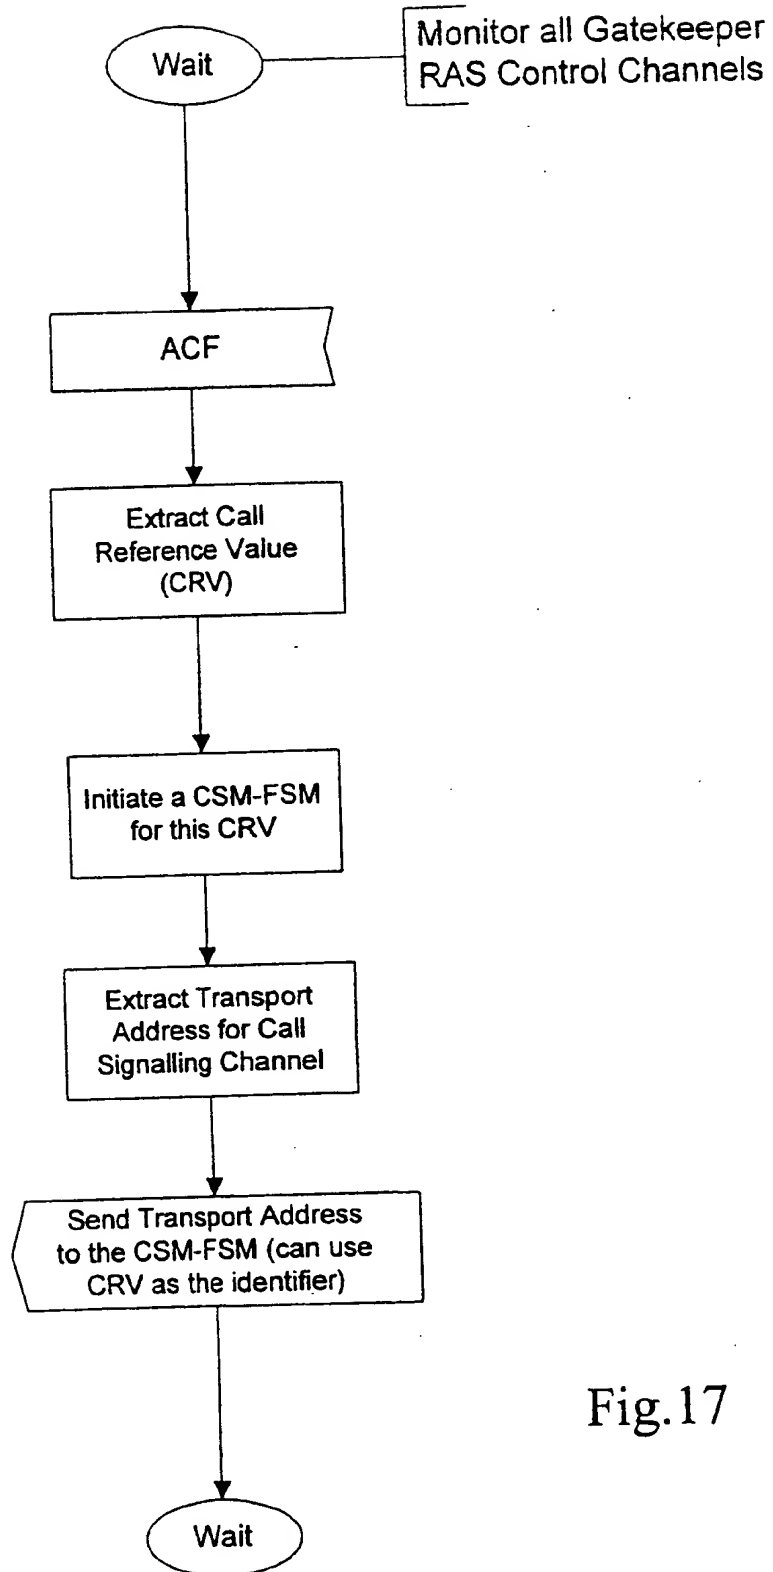 Wait
Monitor all Gatekeeper
RAS Control Channels
ACF
Extract Call
Reference Value
(CRV)
Initiate a CSM-FSM
for this CRV
Extract Transport
Address for Call
Signalling Channel
Send Transport Address
to the CSM-FSM (can use
CRV as the identifier)
Fig.17
Wait